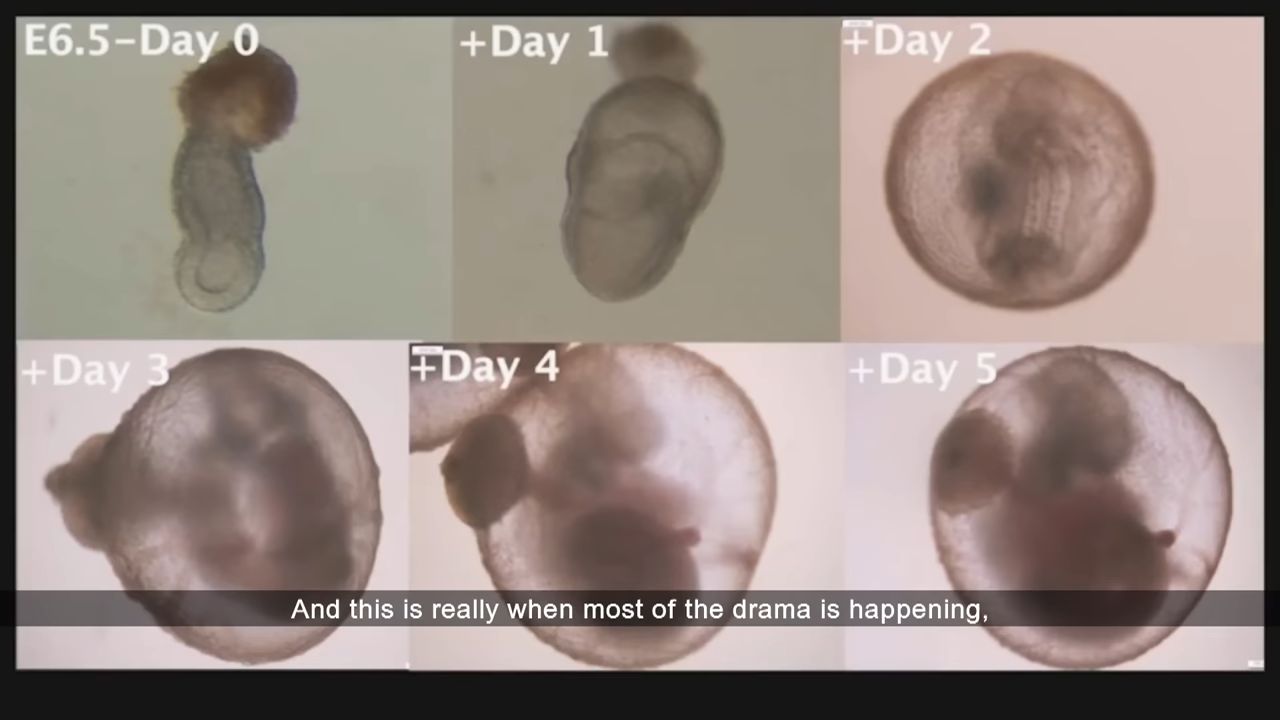 E6.5-Day 0
+Day 1
+Day 2
+Day 3
+Day 4
+Day 5
And this is really when most of the drama is happening,